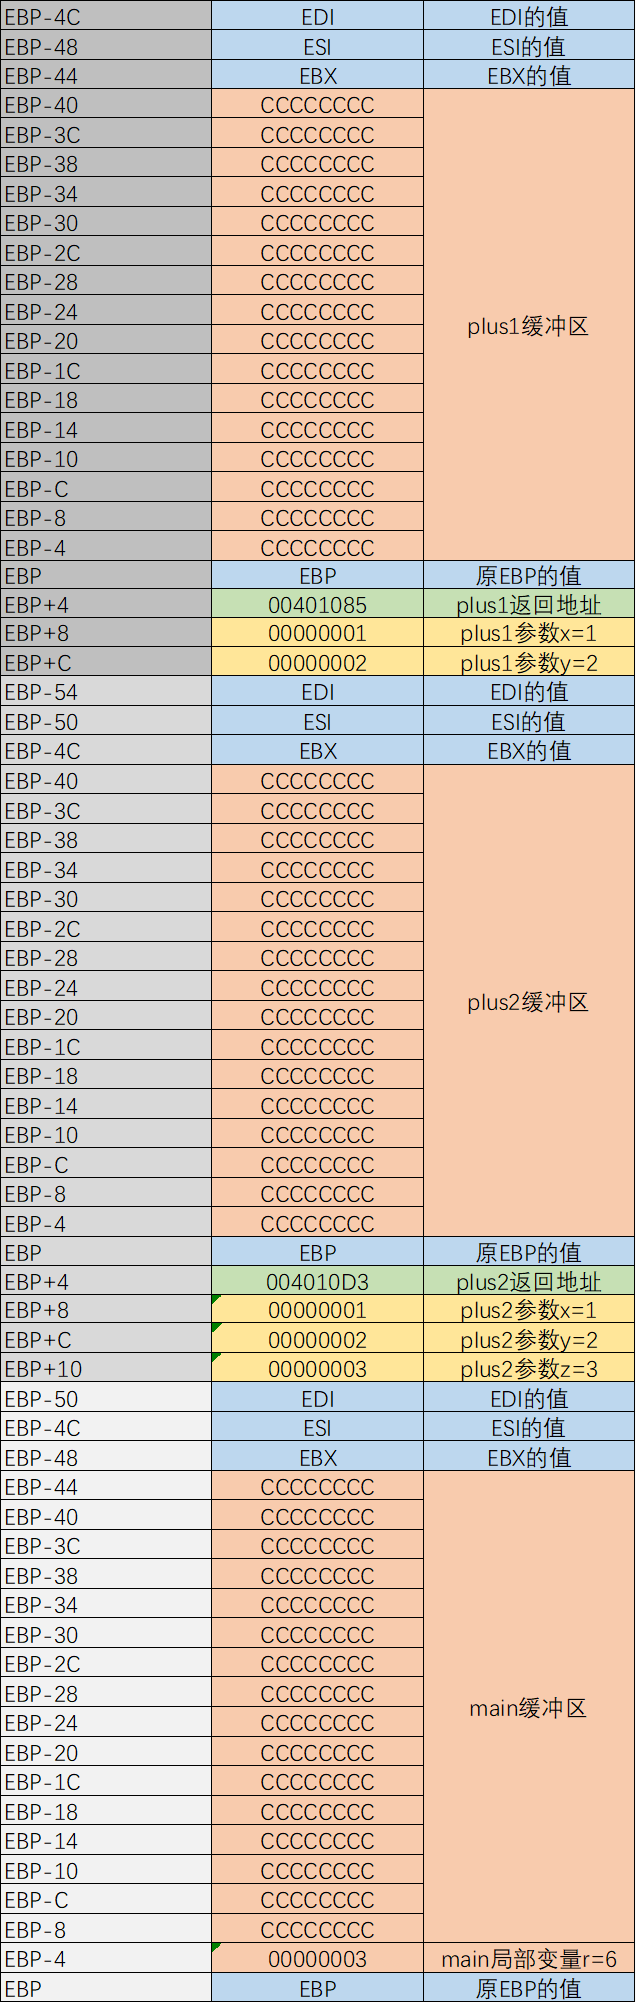 EBP-4C EDI EDI的值
EBP-48 ESI ESI的值
EBP-44 EBX EBX的值
EBP-40 CCCCCCCC
EBP-3C CCCCCCCC
EBP-38 CCCCCCCC
EBP-34 CCCCCCCC
EBP-30 CCCCCCCC
EBP-2C CCCCCCCC
EBP-28 CCCCCCCC
EBP-24 CCCCCCCC
EBP-20 CCCCCCCC plus1缓冲区
EBP-1C CCCCCCCC
EBP-18 CCCCCCCC
EBP-14 CCCCCCCC
EBP-10 CCCCCCCC
EBP-C CCCCCCCC
EBP-8 CCCCCCCC
EBP-4 CCCCCCCC
EBP EBP 原EBP的值
EBP+4 00401085 plus1返回地址
EBP+8 00000001 plus1参数x=1
EBP+C 00000002 plus1参数y=2
EBP-54 EDI EDI的值
EBP-50 ESI ESI的值
EBP-4C EBX EBX的值
EBP-40 CCCCCCCC
EBP-3C CCCCCCCC
EBP-38 CCCCCCCC
EBP-34 CCCCCCCC
EBP-30 CCCCCCCC
EBP-2C CCCCCCCC
EBP-28 CCCCCCCC
EBP-24 CCCCCCCC
EBP-20 CCCCCCCC plus2缓冲区
EBP-1C CCCCCCCC
EBP-18 CCCCCCCC
EBP-14 CCCCCCCC
EBP-10 CCCCCCCC
EBP-C CCCCCCCC
EBP-8 CCCCCCCC
EBP-4 CCCCCCCC
EBP EBP 原EBP的值
EBP+4 004010D3 plus2返回地址
EBP+8 00000001 plus2参数x=1
EBP+C 00000002 plus2参数y=2
EBP+10 00000003 plus2参数z=3
EBP-50 EDI EDI的值
EBP-4C ESI ESI的值
EBP-48 EBX EBX的值
EBP-44 CCCCCCCC
EBP-40 CCCCCCCC
EBP-3C CCCCCCCC
EBP-38 CCCCCCCC
EBP-34 CCCCCCCC
EBP-30 CCCCCCCC
EBP-2C CCCCCCCC
EBP-28 CCCCCCCC main缓冲区
EBP-24 CCCCCCCC
EBP-20 CCCCCCCC
EBP-1C CCCCCCCC
EBP-18 CCCCCCCC
EBP-14 CCCCCCCC
EBP-10 CCCCCCCC
EBP-C CCCCCCCC
EBP-8 CCCCCCCC
EBP-4 00000003 main局部变量r=6
EBP EBP 原EBP的值